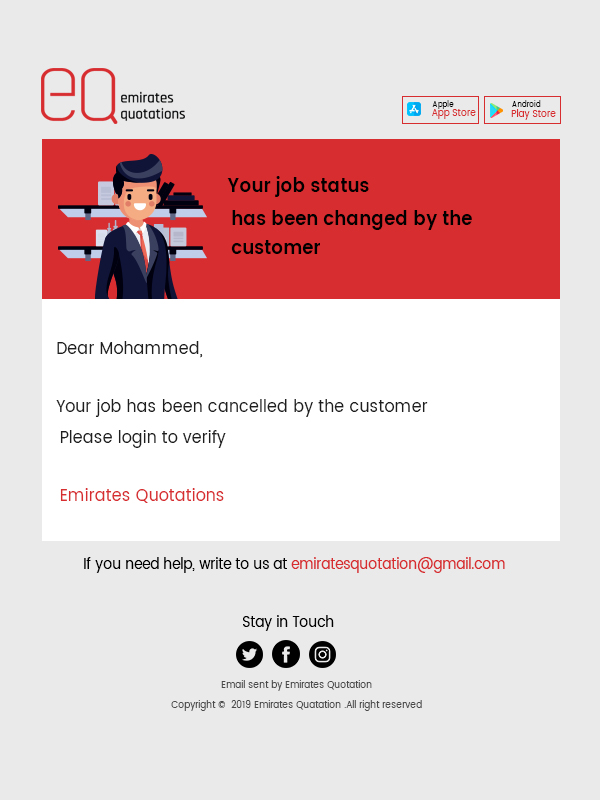 eQ emirates
quotations
Apple
App Store
Android
Play Store
Your job status
has been changed by the
customer
Dear Mohammed,
Your job has been cancelled by the customer
Please login to verify
Emirates Quotations
If you need help, write to us at emiratesquotation@gmail.com
Stay in Touch
Email sent by Emirates Quotation
Copyright © 2019 Emirates Quatation .All right reserved